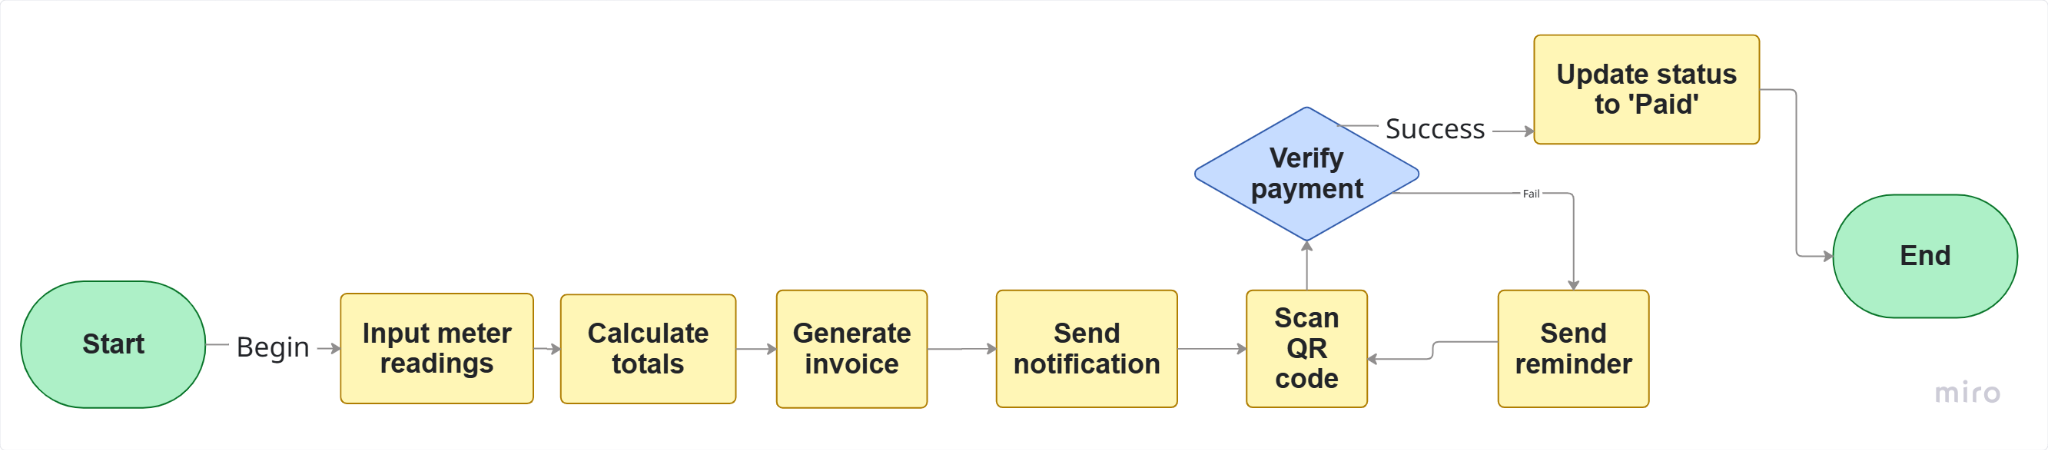 Start
Begin
Input meter
readings
Calculate
totals
Generate
invoice
Send
notification
Scan
QR
code
Verify
payment
Success
Update status
to 'Paid'
Fail
Send
reminder
End
miro